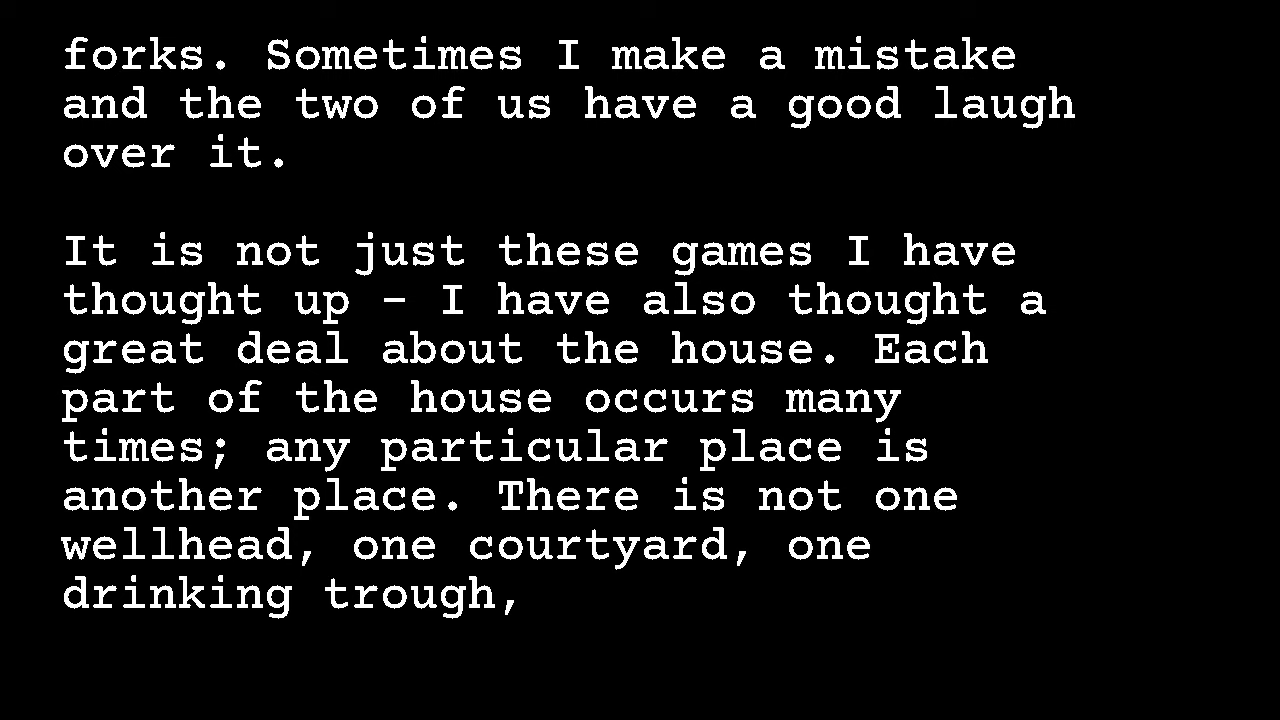 forks. Sometimes I make a mistake
and the two of us have a good laugh
over it.
It is not just these games I have
thought up – I have also thought a
great deal about the house. Each
part of the house occurs many
times; any particular place is
another place. There is not one
wellhead, one courtyard, one
drinking trough,